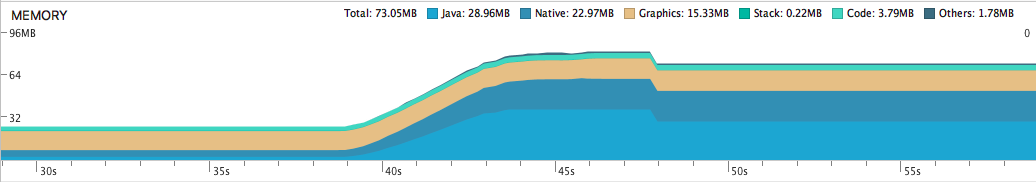 MEMORY Total: 73.05MB Java: 28.96MB Native: 22.97MB Graphics: 15.33MB Stack: 0.22MB Code: 3.79MB Others: 1.78MB
96MB 0
64
32
30s 35s 40s 45s 50s 55s